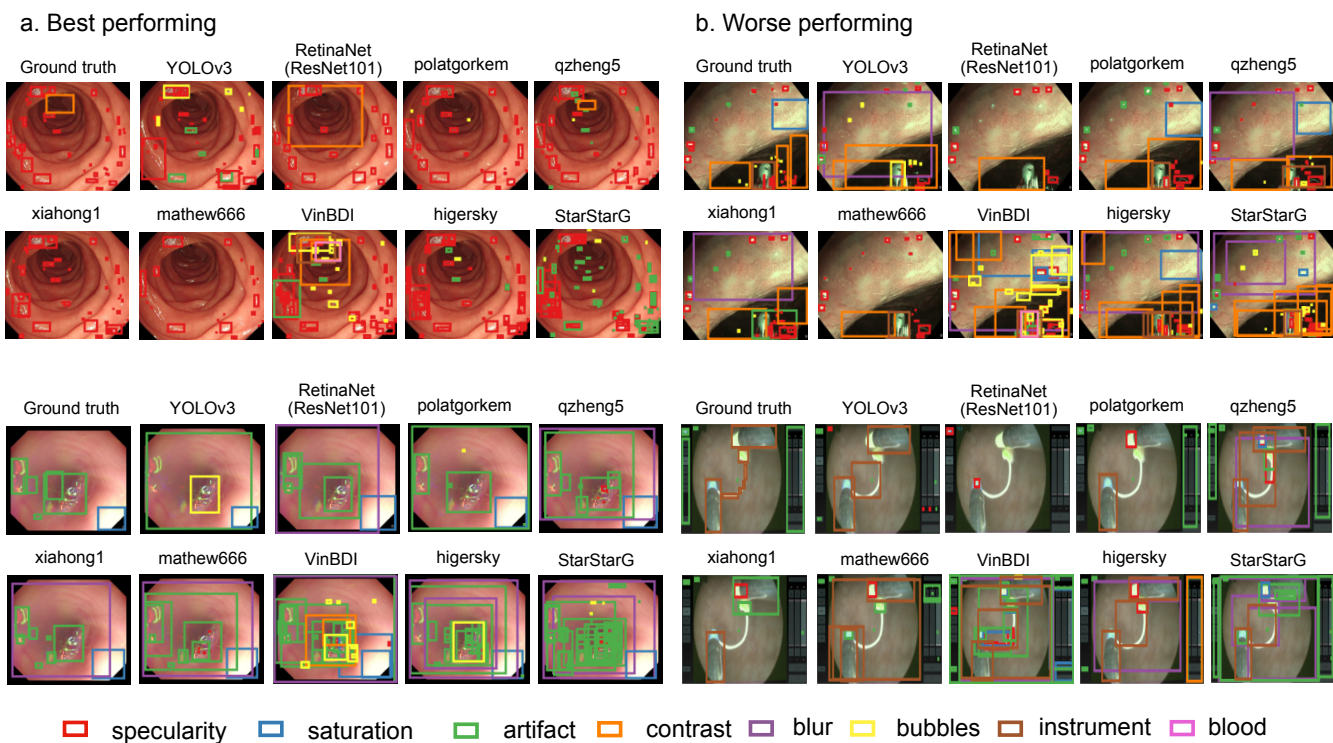 a. Best performing
b. Worse performing
Ground truth
YOLOv3
RetinaNet
(ResNet101)
polatgorkem
qzheng5
Ground truth
YOLOv3
RetinaNet
(ResNet101)
polatgorkem
qzheng5
xiahong1
mathew666
VinBDI
higersky
StarStarG
xiahong1
mathew666
VinBDI
higersky
StarStarG
Ground truth
YOLOv3
RetinaNet
(ResNet101)
polatgorkem
qzheng5
Ground truth
YOLOv3
RetinaNet
(ResNet101)
polatgorkem
qzheng5
xiahong1
mathew666
VinBDI
higersky
StarStarG
xiahong1
mathew666
VinBDI
higersky
StarStarG
specularity
saturation
artifact
contrast
blur
bubbles
instrument
blood